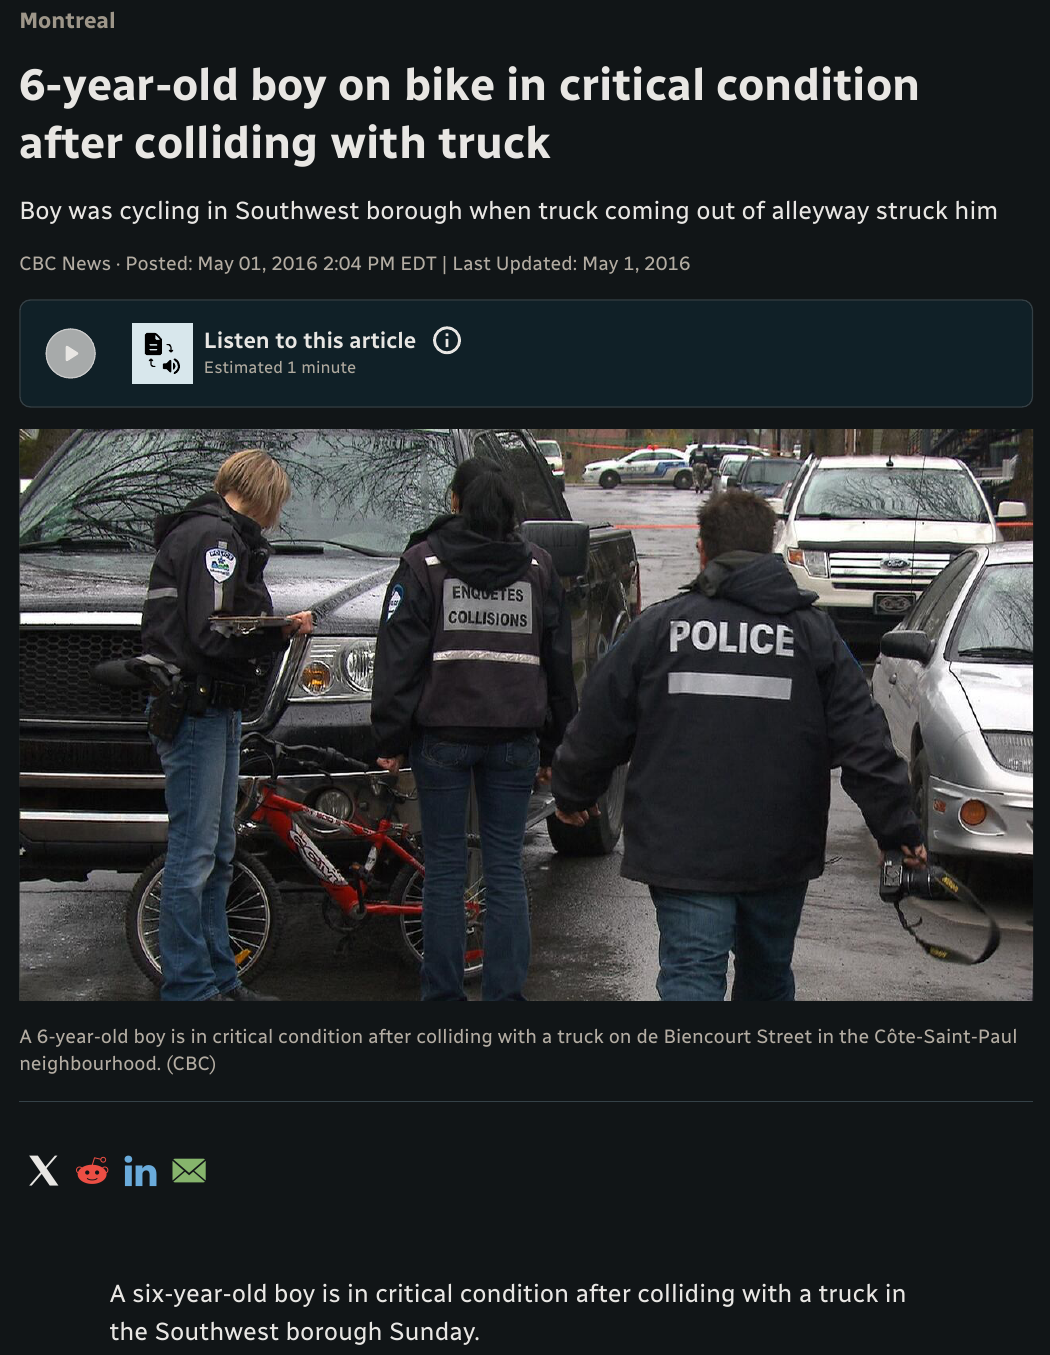 Montreal
6-year-old boy on bike in critical condition
after colliding with truck
Boy was cycling in Southwest borough when truck coming out of alleyway struck him
CBC News · Posted: May 01, 2016 2:04 PM EDT | Last Updated: May 1, 2016
Listen to this article
Estimated 1 minute
ENQUÊTES
COLLISIONS
POLICE
Ford
A 6-year-old boy is in critical condition after colliding with a truck on de Biencourt Street in the Côte-Saint-Paul
neighbourhood. (CBC)
A six-year-old boy is in critical condition after colliding with a truck in
the Southwest borough Sunday.